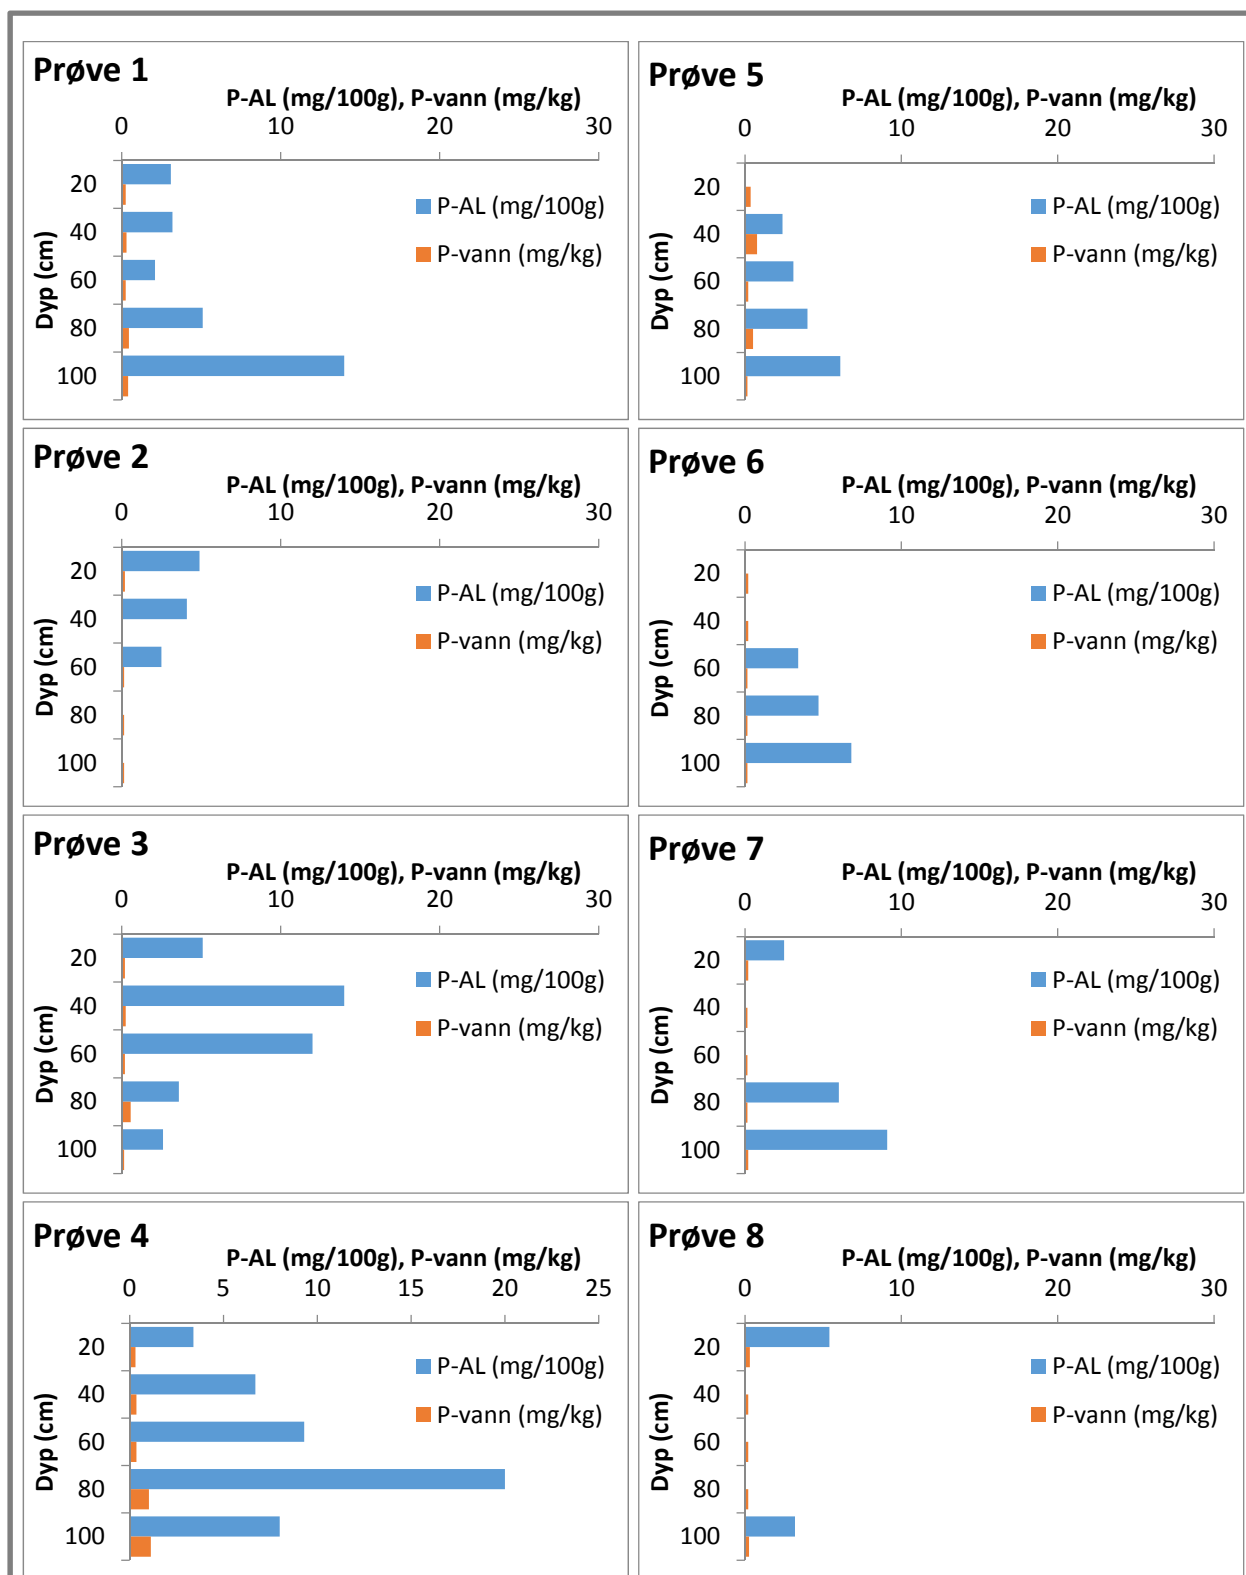 Prøve 1
P-AL (mg/100g), P-vann (mg/kg)
0 10 20 30
Dyp (cm)
20
40
60
80
100
P-AL (mg/100g)
P-vann (mg/kg)
Prøve 5
P-AL (mg/100g), P-vann (mg/kg)
0 10 20 30
Dyp (cm)
20
40
60
80
100
P-AL (mg/100g)
P-vann (mg/kg)
Prøve 2
P-AL (mg/100g), P-vann (mg/kg)
0 10 20 30
Dyp (cm)
20
40
60
80
100
P-AL (mg/100g)
P-vann (mg/kg)
Prøve 6
P-AL (mg/100g), P-vann (mg/kg)
0 10 20 30
Dyp (cm)
20
40
60
80
100
P-AL (mg/100g)
P-vann (mg/kg)
Prøve 3
P-AL (mg/100g), P-vann (mg/kg)
0 10 20 30
Dyp (cm)
20
40
60
80
100
P-AL (mg/100g)
P-vann (mg/kg)
Prøve 7
P-AL (mg/100g), P-vann (mg/kg)
0 10 20 30
Dyp (cm)
20
40
60
80
100
P-AL (mg/100g)
P-vann (mg/kg)
Prøve 4
P-AL (mg/100g), P-vann (mg/kg)
0 5 10 15 20 25
Dyp (cm)
20
40
60
80
100
P-AL (mg/100g)
P-vann (mg/kg)
Prøve 8
P-AL (mg/100g), P-vann (mg/kg)
0 10 20 30
Dyp (cm)
20
40
60
80
100
P-AL (mg/100g)
P-vann (mg/kg)